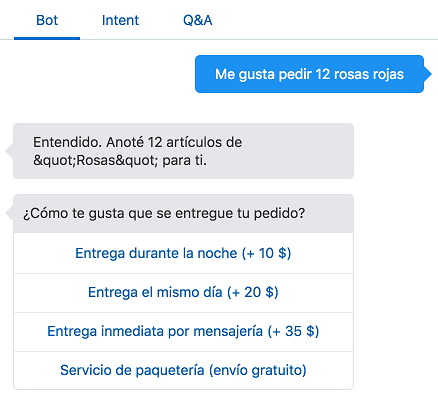 Bot Intent Q&A
Me gusta pedir 12 rosas rojas
Entendido. Anoté 12 artículos de
&quot;Rosas&quot; para ti.
¿Cómo te gusta que se entregue tu pedido?
Entrega durante la noche (+ 10 $)
Entrega el mismo día (+ 20 $)
Entrega inmediata por mensajería (+ 35 $)
Servicio de paquetería (envío gratuito)